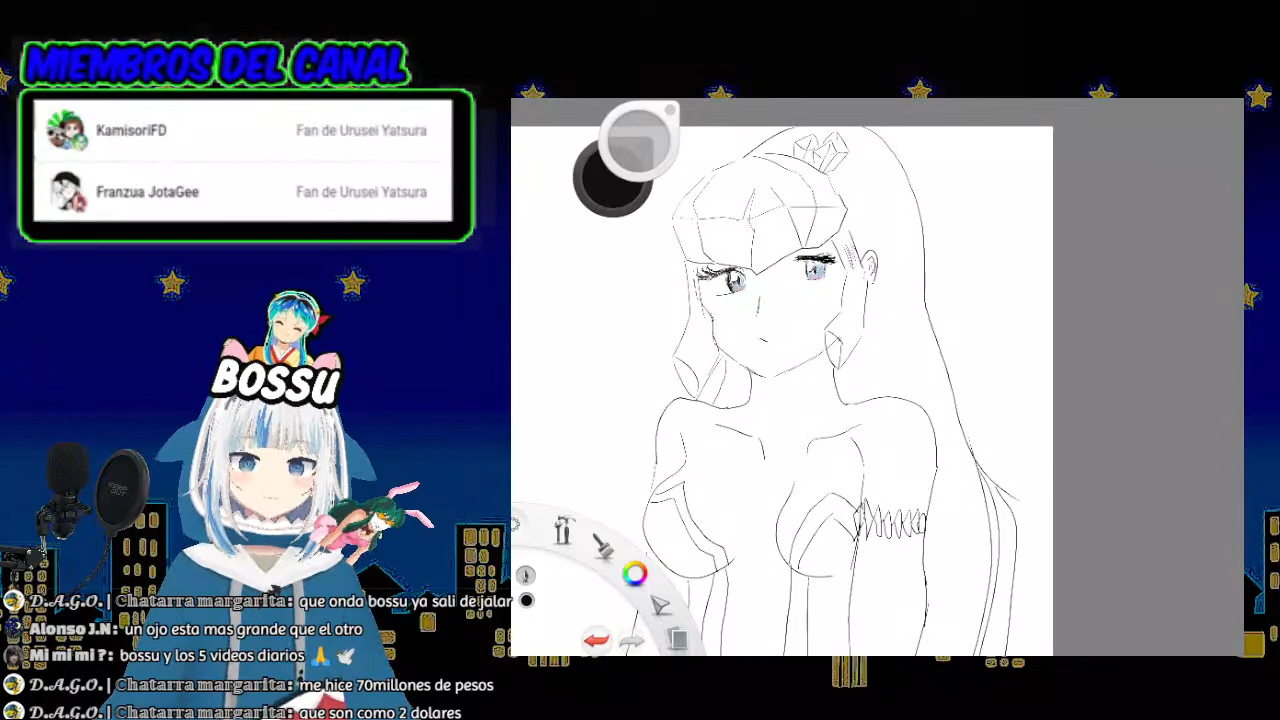 MIEMBROS DEL CANAL
KamisoriFD Fan de Urusei Yatsura
Franzua JotaGee Fan de Urusei Yatsura
BOSSU
KEEP OUT
D.A.G.O. | Chatarra margarita: que onda bossu ya sali de jalar
Alonso J.N: un ojo esta mas grande que el otro
Mi mi mi ?: bossu y los 5 videos diarios 🙏 🕊
D.A.G.O. | Chatarra margarita: me hice 70millones de pesos
D.A.G.O. | Chatarra margarita: que son como 2 dolares